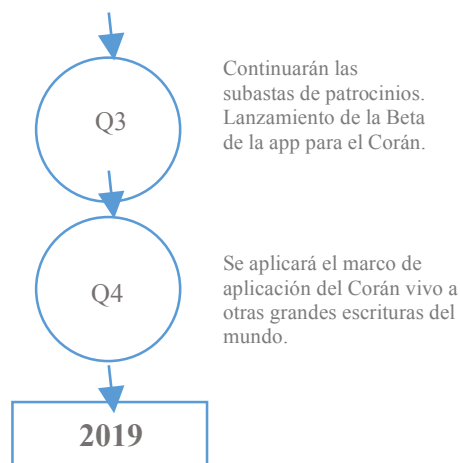 Q3
Continuarán las
subastas de patrocinios.
Lanzamiento de la Beta
de la app para el Corán.
Q4
Se aplicará el marco de
aplicación del Corán vivo a
otras grandes escrituras del
mundo.
2019